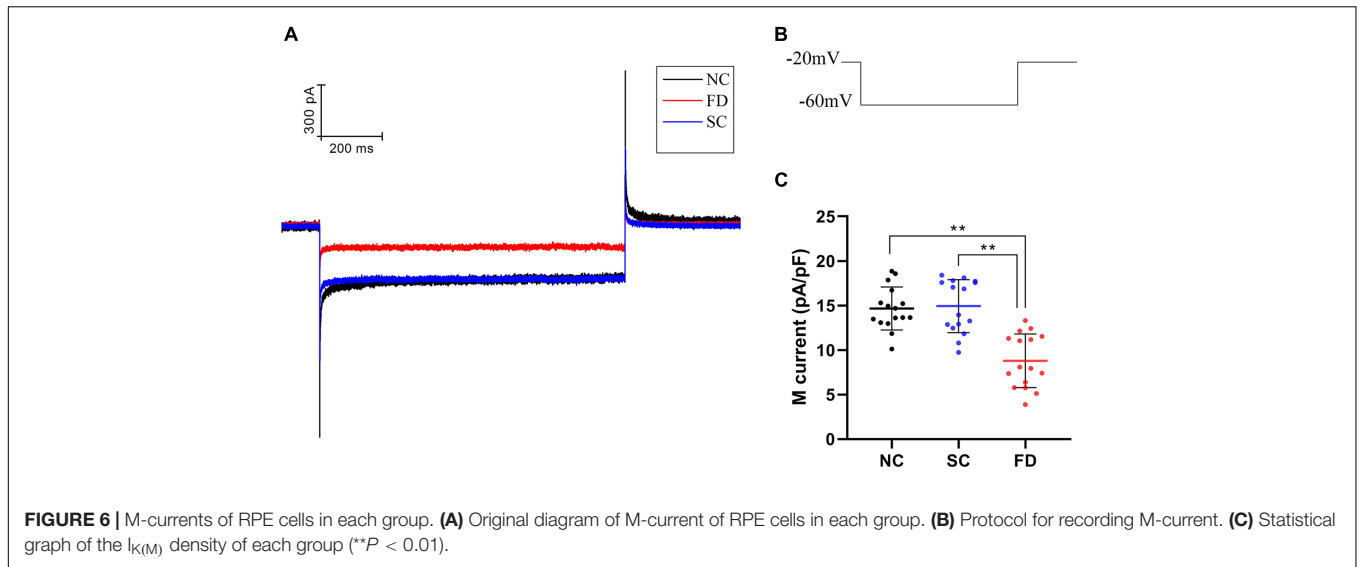 A
300 pA
200 ms
NC
FD
SC
B
-20mV
-60mV
C
M current (pA/pF)
25
20
15
10
5
0
**
**
NC SC FD
FIGURE 6 | M-currents of RPE cells in each group. (A) Original diagram of M-current of RPE cells in each group. (B) Protocol for recording M-current. (C) Statistical
graph of the IK(M) density of each group (**P < 0.01).